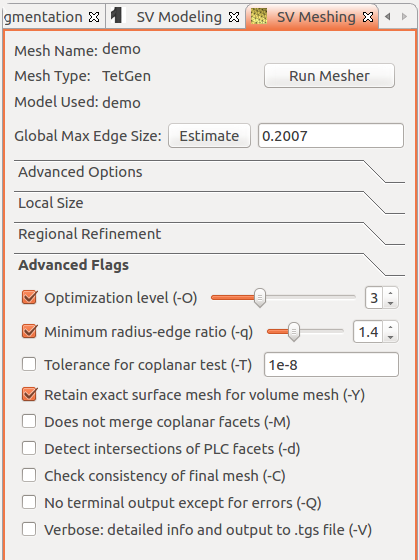 gmentation SV Modeling SV Meshing
Mesh Name: demo
Mesh Type: TetGen Run Mesher
Model Used: demo
Global Max Edge Size: Estimate 0.2007
Advanced Options
Local Size
Regional Refinement
Advanced Flags
Optimization level (-O) 3
Minimum radius-edge ratio (-q) 1.4
Tolerance for coplanar test (-T) 1e-8
Retain exact surface mesh for volume mesh (-Y)
Does not merge coplanar facets (-M)
Detect intersections of PLC facets (-d)
Check consistency of final mesh (-C)
No terminal output except for errors (-Q)
Verbose: detailed info and output to .tgs file (-V)